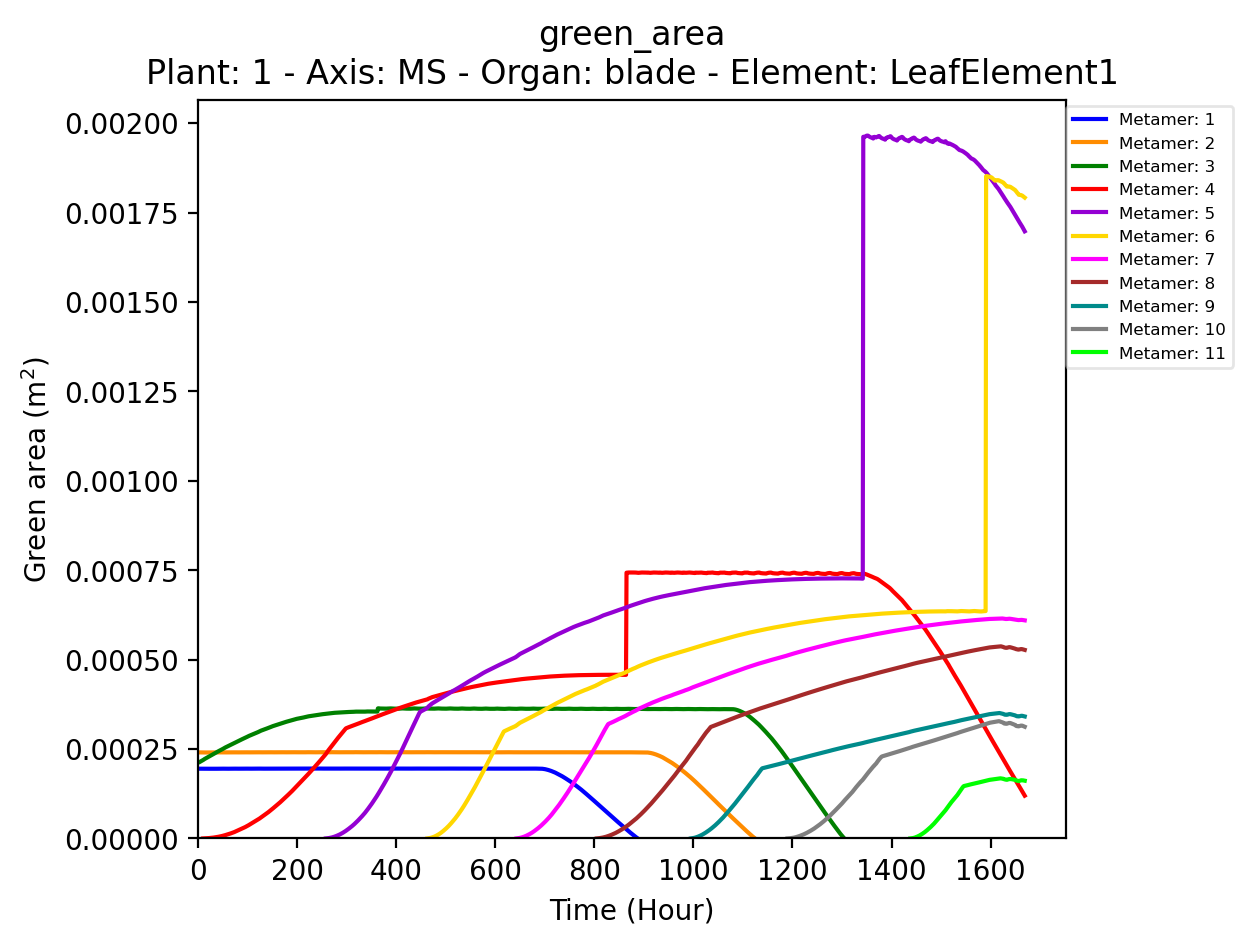 green_area
Plant: 1 - Axis: MS - Organ: blade - Element: LeafElement1
0.00200
0.00175
0.00150
0.00125
0.00100
0.00075
0.00050
0.00025
0.00000
Green area (m²)
0 200 400 600 800 1000 1200 1400 1600
Time (Hour)
Metamer: 1
Metamer: 2
Metamer: 3
Metamer: 4
Metamer: 5
Metamer: 6
Metamer: 7
Metamer: 8
Metamer: 9
Metamer: 10
Metamer: 11